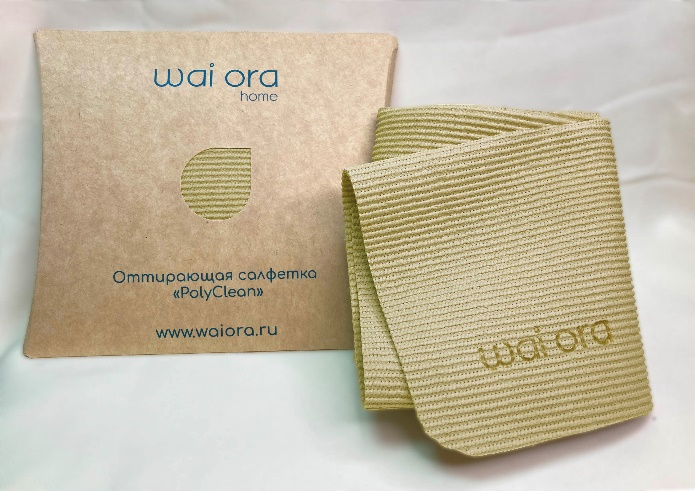 wai ora
home
Оттирающая салфетка
«PolyClean»
www.waiora.ru
wai ora